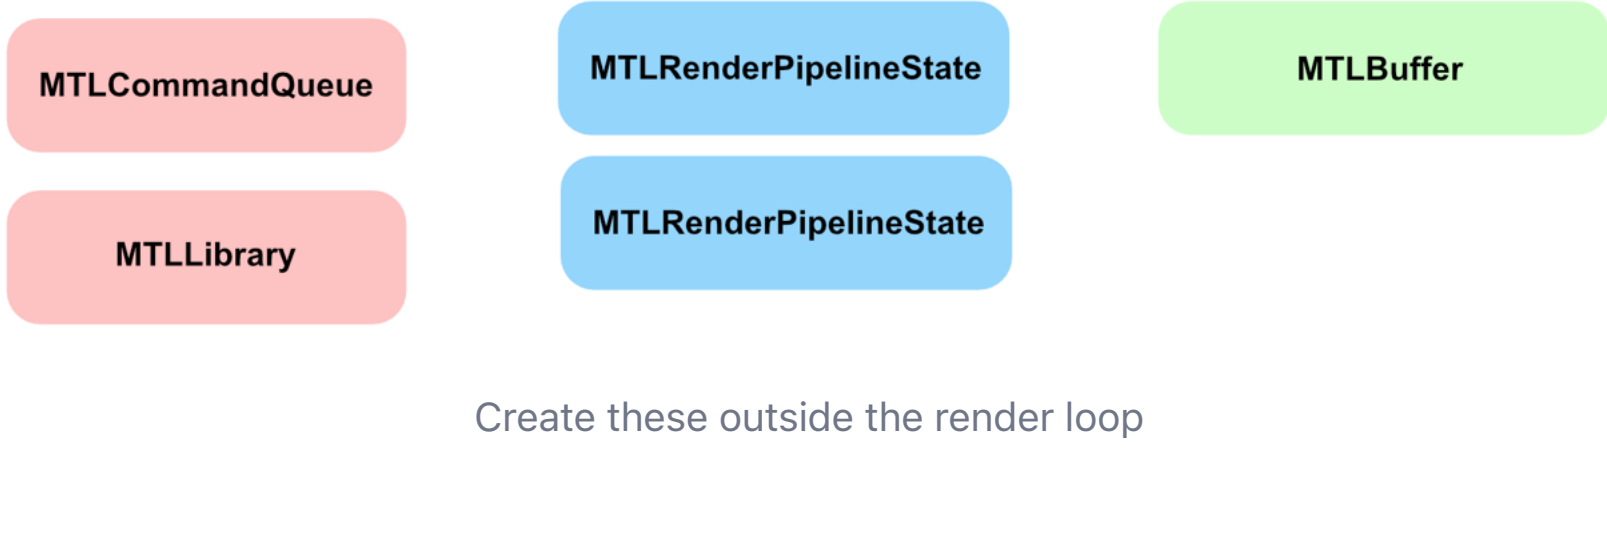 MTLCommandQueue
MTLLibrary
MTLRenderPipelineState
MTLRenderPipelineState
MTLBuffer
Create these outside the render loop